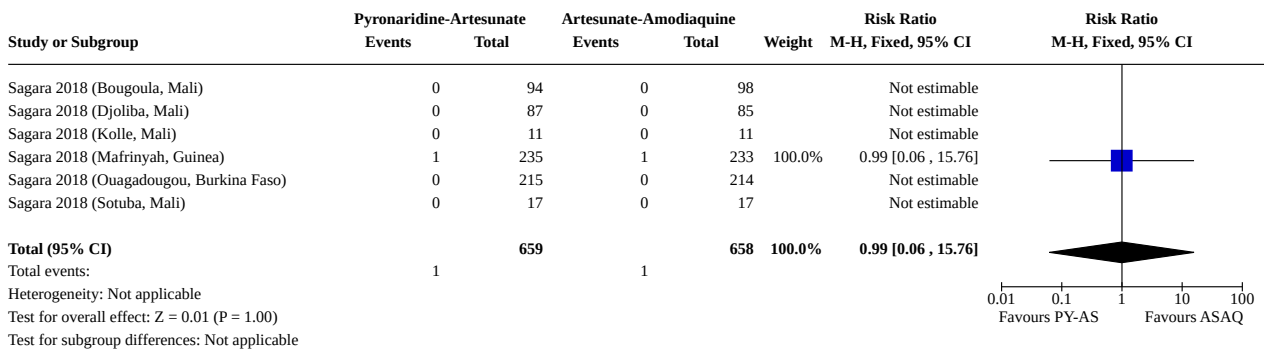 Pyronaridine-Artesunate Artesunate-Amodiaquine Risk Ratio Risk Ratio
Study or Subgroup Events Total Events Total Weight M-H, Fixed, 95% CI M-H, Fixed, 95% CI
Sagara 2018 (Bougoula, Mali) 0 94 0 98 Not estimable
Sagara 2018 (Djoliba, Mali) 0 87 0 85 Not estimable
Sagara 2018 (Kolle, Mali) 0 11 0 11 Not estimable
Sagara 2018 (Mafrinyah, Guinea) 1 235 1 233 100.0% 0.99 [0.06 , 15.76]
Sagara 2018 (Ouagadougou, Burkina Faso) 0 215 0 214 Not estimable
Sagara 2018 (Sotuba, Mali) 0 17 0 17 Not estimable
Total (95% CI) 659 658 100.0% 0.99 [0.06 , 15.76]
Total events: 1 1
Heterogeneity: Not applicable
Test for overall effect: Z = 0.01 (P = 1.00)
Test for subgroup differences: Not applicable
0.01 0.1 1 10 100
Favours PY-AS Favours ASAQ